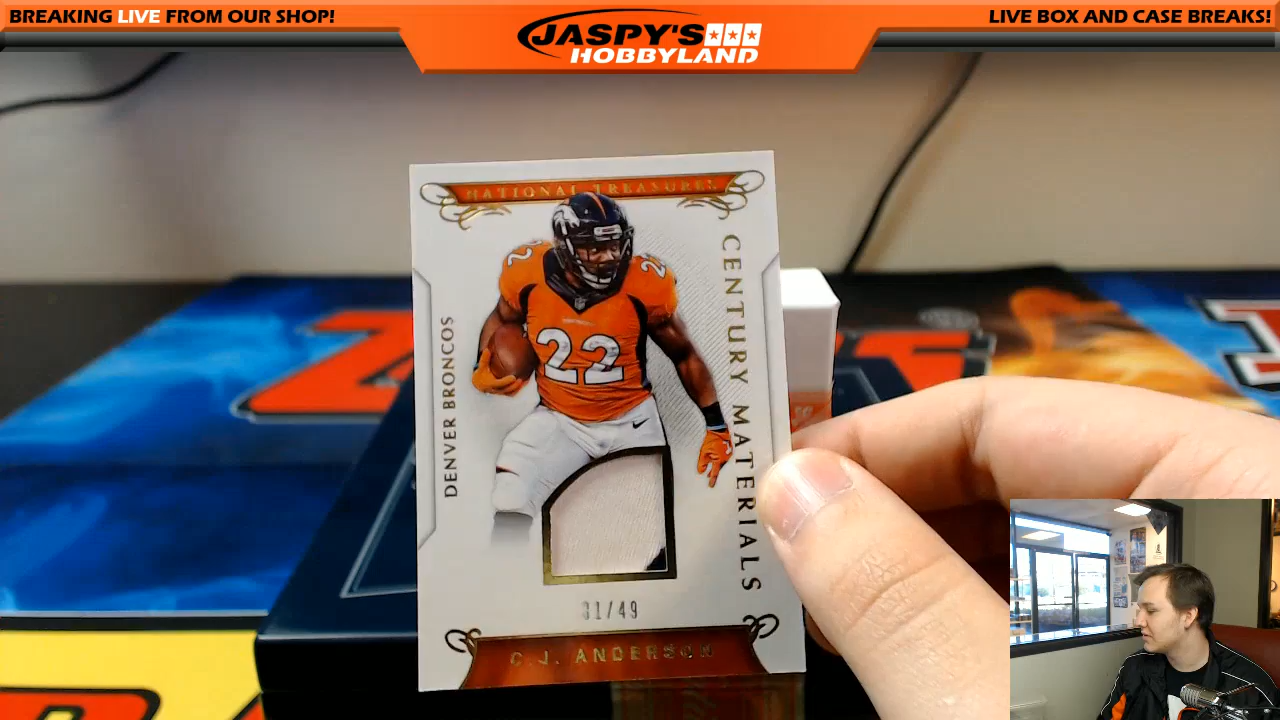 BREAKING LIVE FROM OUR SHOP!
JASPY'S
HOBBYLAND
LIVE BOX AND CASE BREAKS!
NATIONAL TREASURES
22
22
22
DENVER BRONCOS
CENTURY MATERIALS
31/49
C.J. ANDERSON